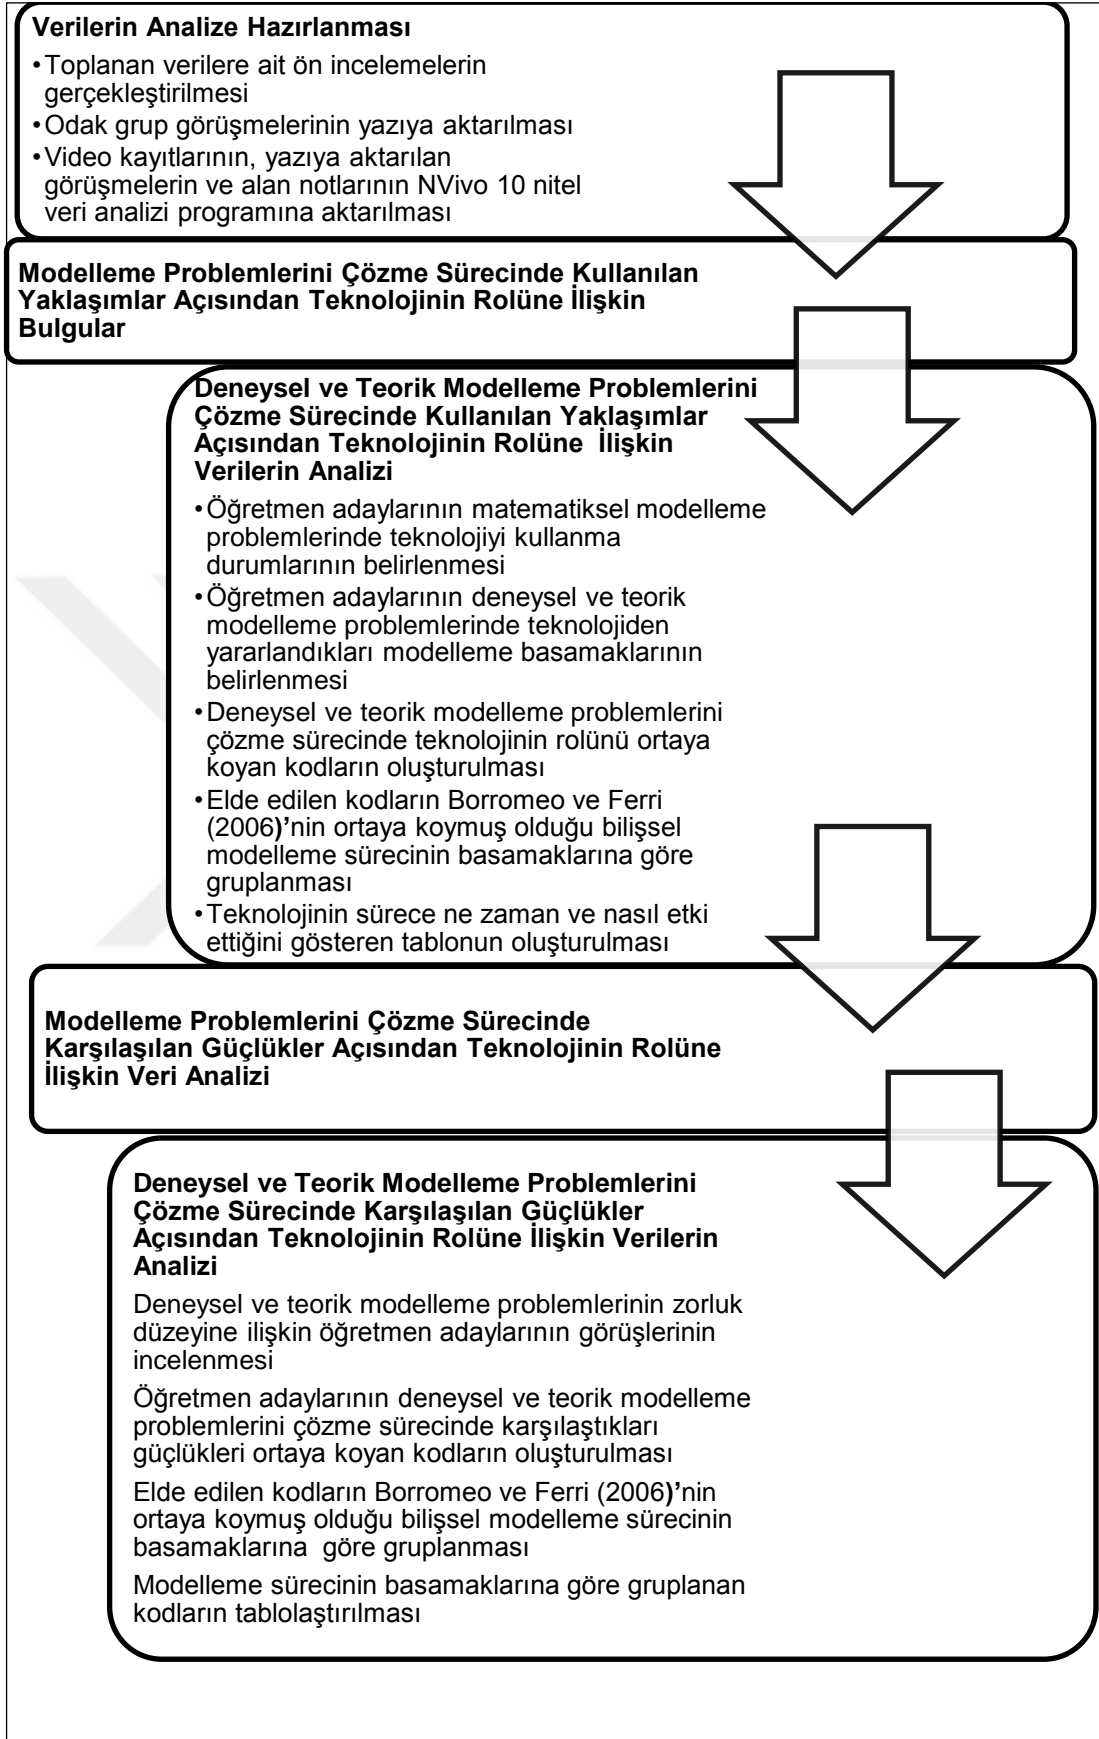 Verilerin Analize Hazırlanması
•Toplanan verilere ait ön incelemelerin
gerçekleştirilmesi
•Odak grup görüşmelerinin yazıya aktarılması
•Video kayıtlarının, yazıya aktarılan
görüşmelerin ve alan notlarının NVivo 10 nitel
veri analizi programına aktarılması
Modelleme Problemlerini Çözme Sürecinde Kullanılan
Yaklaşımlar Açısından Teknolojinin Rolüne İlişkin
Bulgular
Deneysel ve Teorik Modelleme Problemlerini
Çözme Sürecinde Kullanılan Yaklaşımlar
Açısından Teknolojinin Rolüne İlişkin
Verilerin Analizi
•Öğretmen adaylarının matematiksel modelleme
problemlerinde teknolojiyi kullanma
durumlarının belirlenmesi
•Öğretmen adaylarının deneysel ve teorik
modelleme problemlerinde teknolojiden
yararlandıkları modelleme basamaklarının
belirlenmesi
•Deneysel ve teorik modelleme problemlerini
çözme sürecinde teknolojinin rolünü ortaya
koyan kodların oluşturulması
•Elde edilen kodların Borromeo ve Ferri
(2006)’nin ortaya koymuş olduğu bilişsel
modelleme sürecinin basamaklarına göre
gruplanması
•Teknolojinin sürece ne zaman ve nasıl etki
ettiğini gösteren tablonun oluşturulması
Modelleme Problemlerini Çözme Sürecinde
Karşılaşılan Güçlükler Açısından Teknolojinin Rolüne
İlişkin Veri Analizi
Deneysel ve Teorik Modelleme Problemlerini
Çözme Sürecinde Karşılaşılan Güçlükler
Açısından Teknolojinin Rolüne İlişkin Verilerin
Analizi
Deneysel ve teorik modelleme problemlerinin zorluk
düzeyine ilişkin öğretmen adaylarının görüşlerinin
incelenmesi
Öğretmen adaylarının deneysel ve teorik modelleme
problemlerini çözme sürecinde karşılaştıkları
güçlükleri ortaya koyan kodların oluşturulması
Elde edilen kodların Borromeo ve Ferri (2006)’nin
ortaya koymuş olduğu bilişsel modelleme sürecinin
basamaklarına göre gruplanması
Modelleme sürecinin basamaklarına göre gruplanan
kodların tablolaştırılması